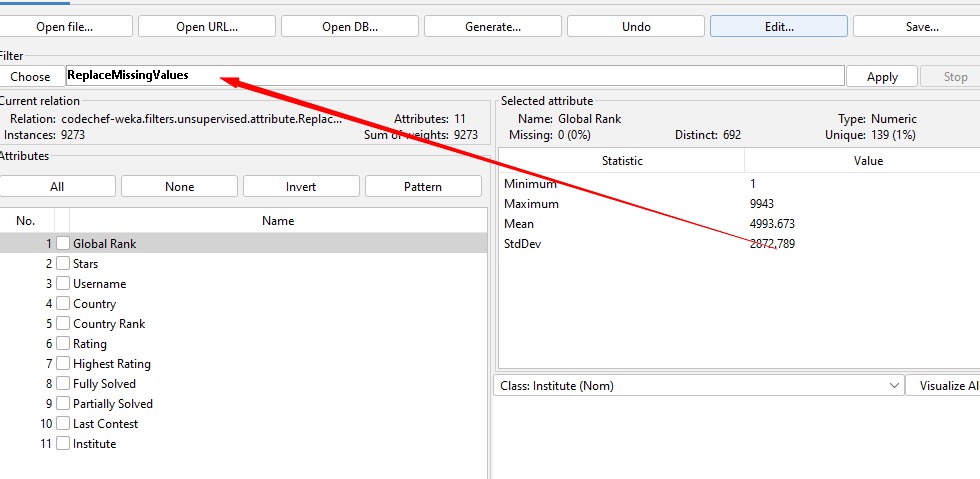 Open file...
Open URL...
Open DB...
Generate...
Undo
Edit...
Save...
Filter
Choose
ReplaceMissingValues
Apply
Stop
Current relation
Relation: codechef-weka.filters.unsupervised.attribute.Replac...
Attributes: 11
Instances: 9273
Sum of weights: 9273
Selected attribute
Name: Global Rank
Type: Numeric
Missing: 0 (0%)
Distinct: 692
Unique: 139 (1%)
Attributes
All
None
Invert
Pattern
No.
Name
1 Global Rank
2 Stars
3 Username
4 Country
5 Country Rank
6 Rating
7 Highest Rating
8 Fully Solved
9 Partially Solved
10 Last Contest
11 Institute
Statistic
Value
Minimum 1
Maximum 9943
Mean 4993.673
StdDev 2872.789
Class: Institute (Nom)
Visualize Al